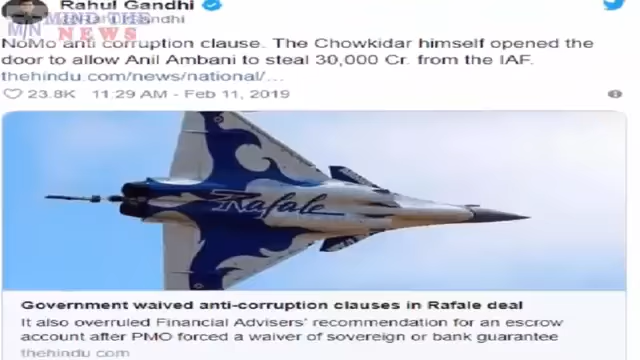 Rahul Gandhi
MIND THE
M/N NEWS
NoMo anti corruption clause. The Chowkidar himself opened the
door to allow Anil Ambani to steal 30,000 Cr. from the IAF.
thehindu.com/news/national/...
23.8K 11:29 AM - Feb 11, 2019
Rafale
Government waived anti-corruption clauses in Rafale deal
It also overruled Financial Advisers' recommendation for an escrow
account after PMO forced a waiver of sovereign or bank guarantee
thehindu.com